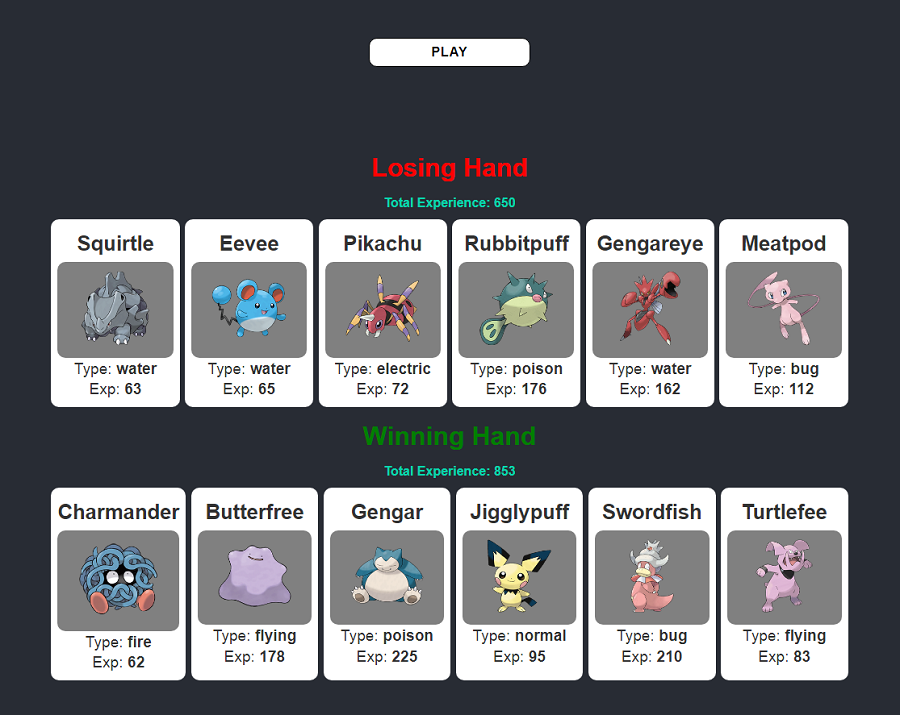 PLAY
Losing Hand
Total Experience: 650
Squirtle
Type: water
Exp: 63
Eevee
Type: water
Exp: 65
Pikachu
Type: electric
Exp: 72
Rubbitpuff
Type: poison
Exp: 176
Gengareye
Type: water
Exp: 162
Meatpod
Type: bug
Exp: 112
Winning Hand
Total Experience: 853
Charmander
Type: fire
Exp: 62
Butterfree
Type: flying
Exp: 178
Gengar
Type: poison
Exp: 225
Jigglypuff
Type: normal
Exp: 95
Swordfish
Type: bug
Exp: 210
Turtlefee
Type: flying
Exp: 83